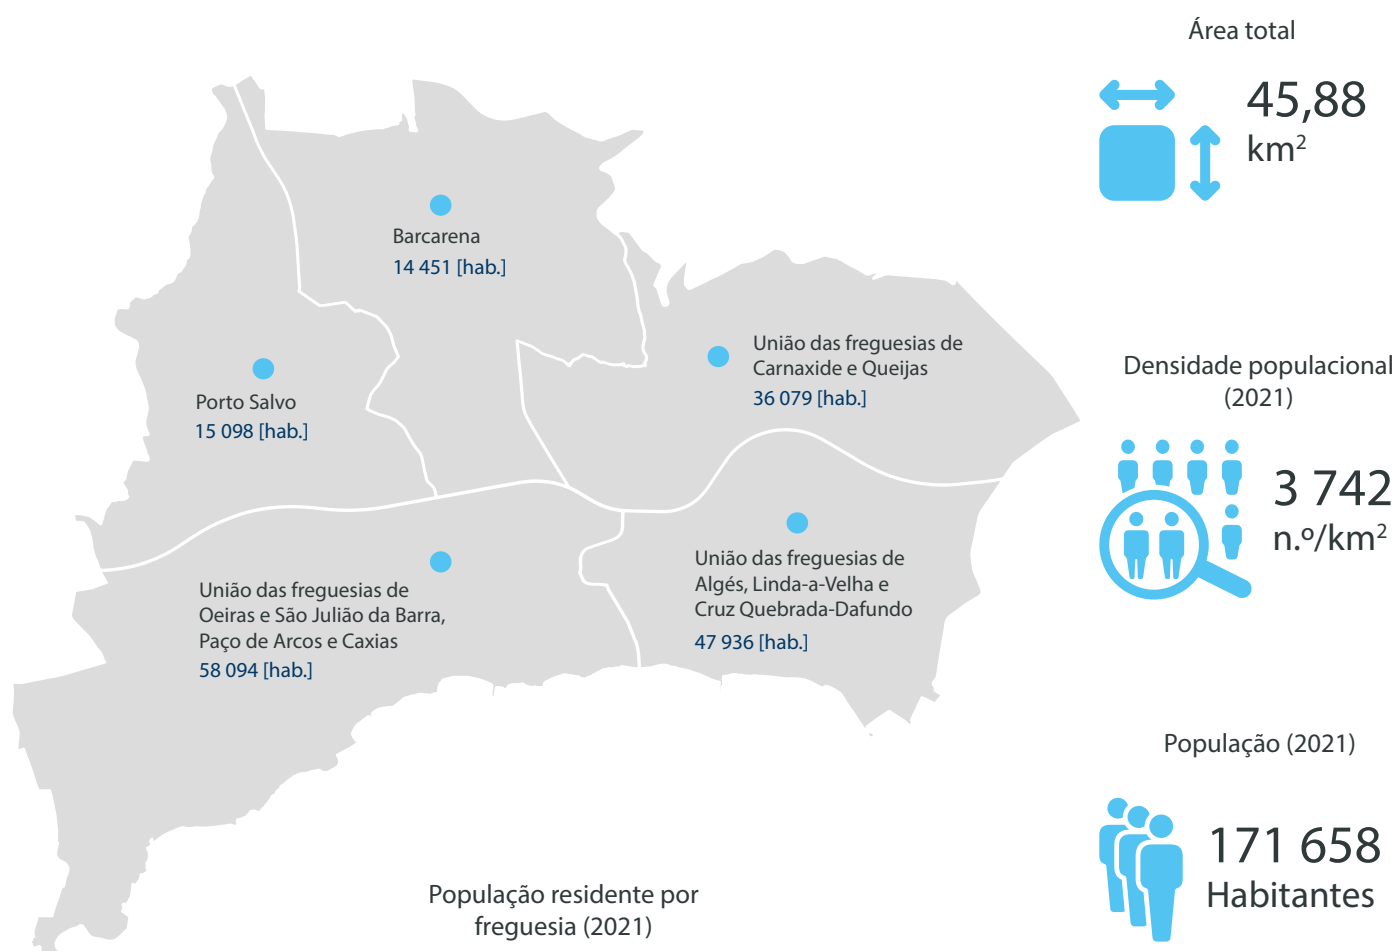 Área total
45,88
km²
Barcarena
14 451 [hab.]
União das freguesias de
Carnaxide e Queijas
36 079 [hab.]
Porto Salvo
15 098 [hab.]
Densidade populacional
(2021)
3 742
n.º/km²
União das freguesias de
Algés, Linda-a-Velha e
Cruz Quebrada-Dafundo
47 936 [hab.]
União das freguesias de
Oeiras e São Julião da Barra,
Paço de Arcos e Caxias
58 094 [hab.]
População (2021)
171 658
Habitantes
População residente por
freguesia (2021)